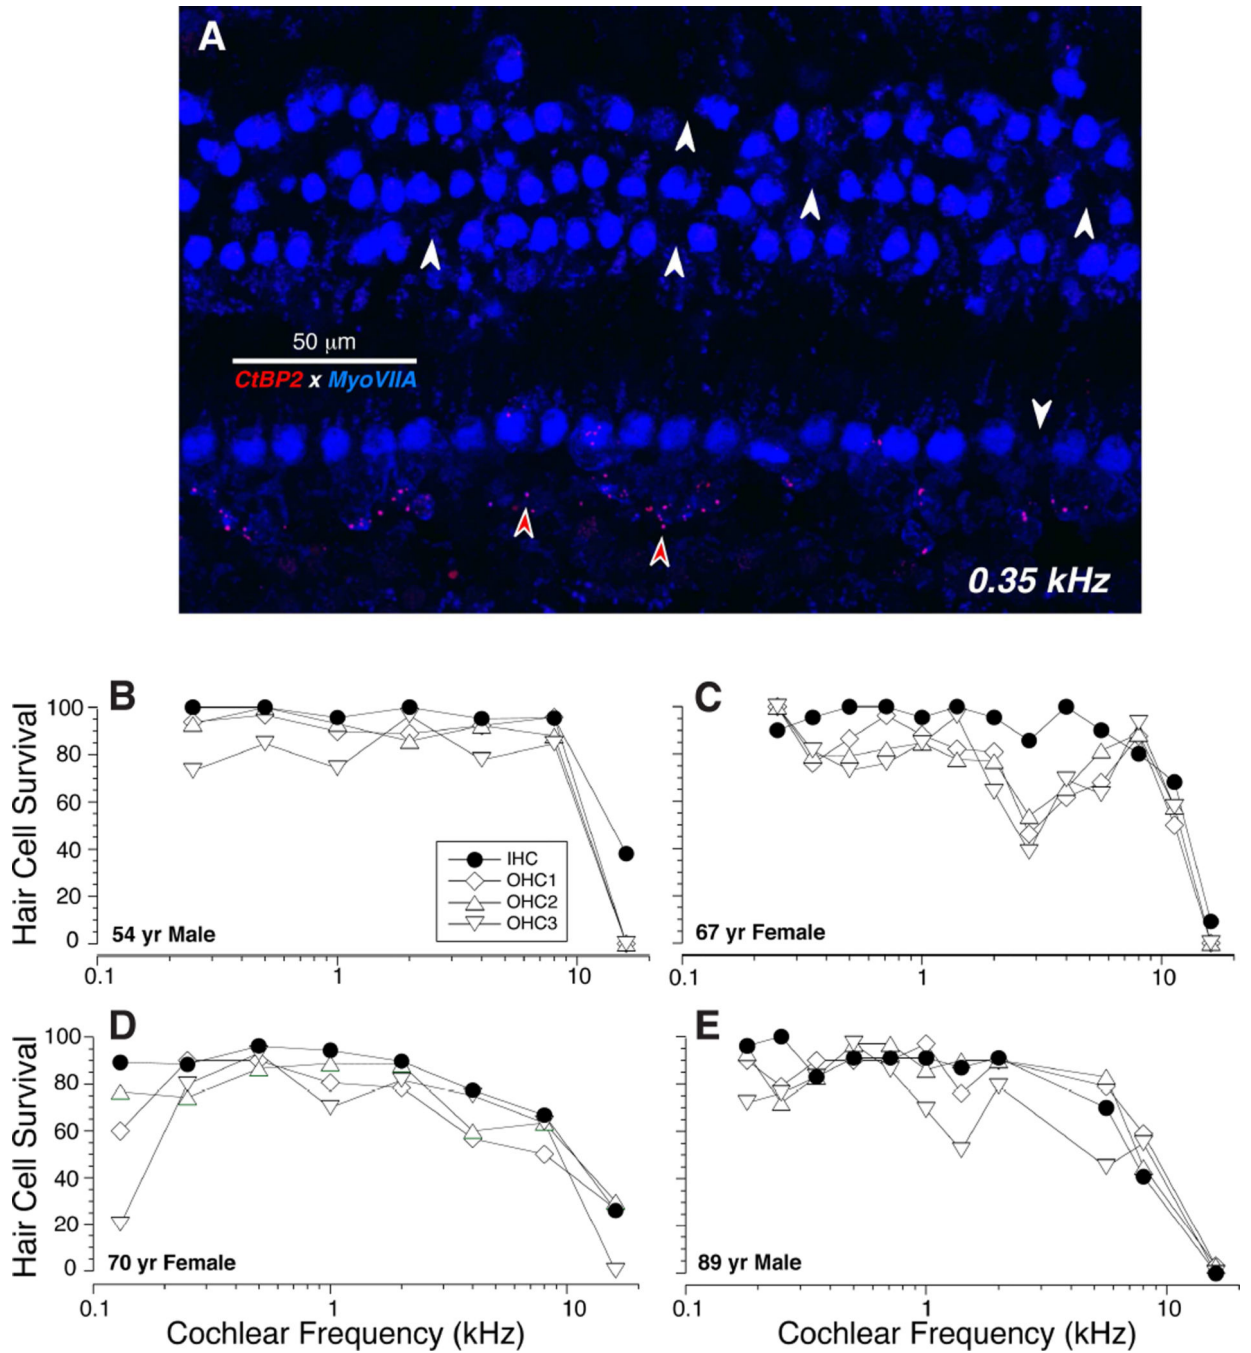 A
50 μm
CtBP2 x MyoVIIA
0.35 kHz
B
C
Hair Cell Survival
100
80
60
40
20
0
IHC
OHC1
OHC2
OHC3
54 yr Male
67 yr Female
0.1
1
10
0.1
1
10
D
E
Hair Cell Survival
100
80
60
40
20
0
70 yr Female
89 yr Male
0.1
1
10
0.1
1
10
Cochlear Frequency (kHz)
Cochlear Frequency (kHz)